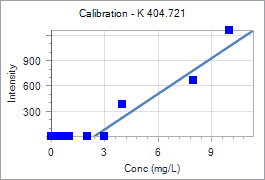 Calibration - K 404.721
Intensity
900
600
300
0 3 6 9
Conc (mg/L)